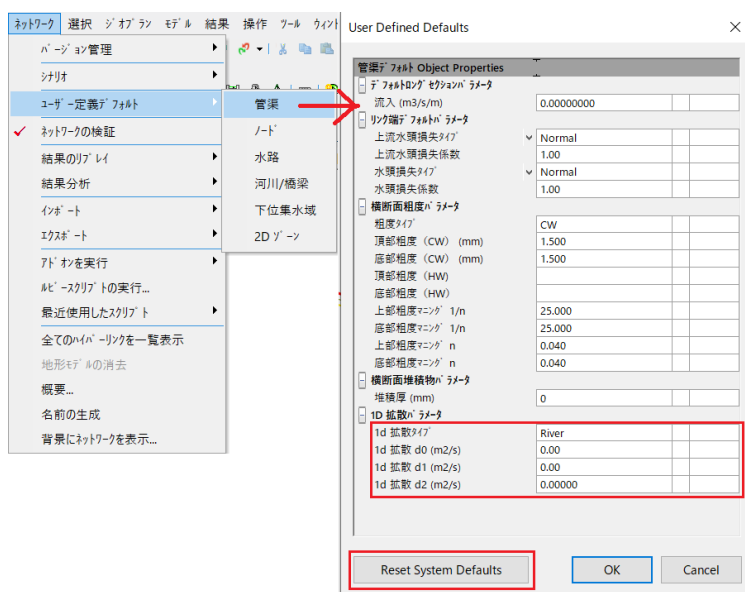 ネットワーク 選択 ジオプラン モデル 結果 操作 ツール ウィント
バージョン管理
シナリオ
ユーザー定義デフォルト
ネットワークの検証
結果のリプレイ
結果分析
インポート
エクスポート
アドオンを実行
ルビースクリプトの実行...
最近使用したスクリプト
全てのハイパーリンクを一覧表示
地形モデルの消去
概要...
名前の生成
背景にネットワークを表示...
管渠
ノード
水路
河川/橋梁
下位集水域
2D ゾーン
User Defined Defaults
管渠デフォルト Object Properties
デフォルトロングセクションパラメータ
流入 (m3/s/m) 0.00000000
リンク端デフォルトパラメータ
上流水頭損失タイプ Normal
上流水頭損失係数 1.00
水頭損失タイプ Normal
水頭損失係数 1.00
横断面粗度パラメータ
粗度タイプ CW
頂部粗度（CW） (mm) 1.500
底部粗度（CW） (mm) 1.500
頂部粗度（HW)
底部粗度（HW）
上部粗度マニング 1/n 25.000
底部粗度マニング 1/n 25.000
上部粗度マニング n 0.040
底部粗度マニング n 0.040
横断面堆積物パラメータ
堆積厚 (mm) 0
1D 拡散パラメータ
1d 拡散タイプ River
1d 拡散 d0 (m2/s) 0.00
1d 拡散 d1 (m2/s) 0.00
1d 拡散 d2 (m2/s) 0.00000
Reset System Defaults OK Cancel